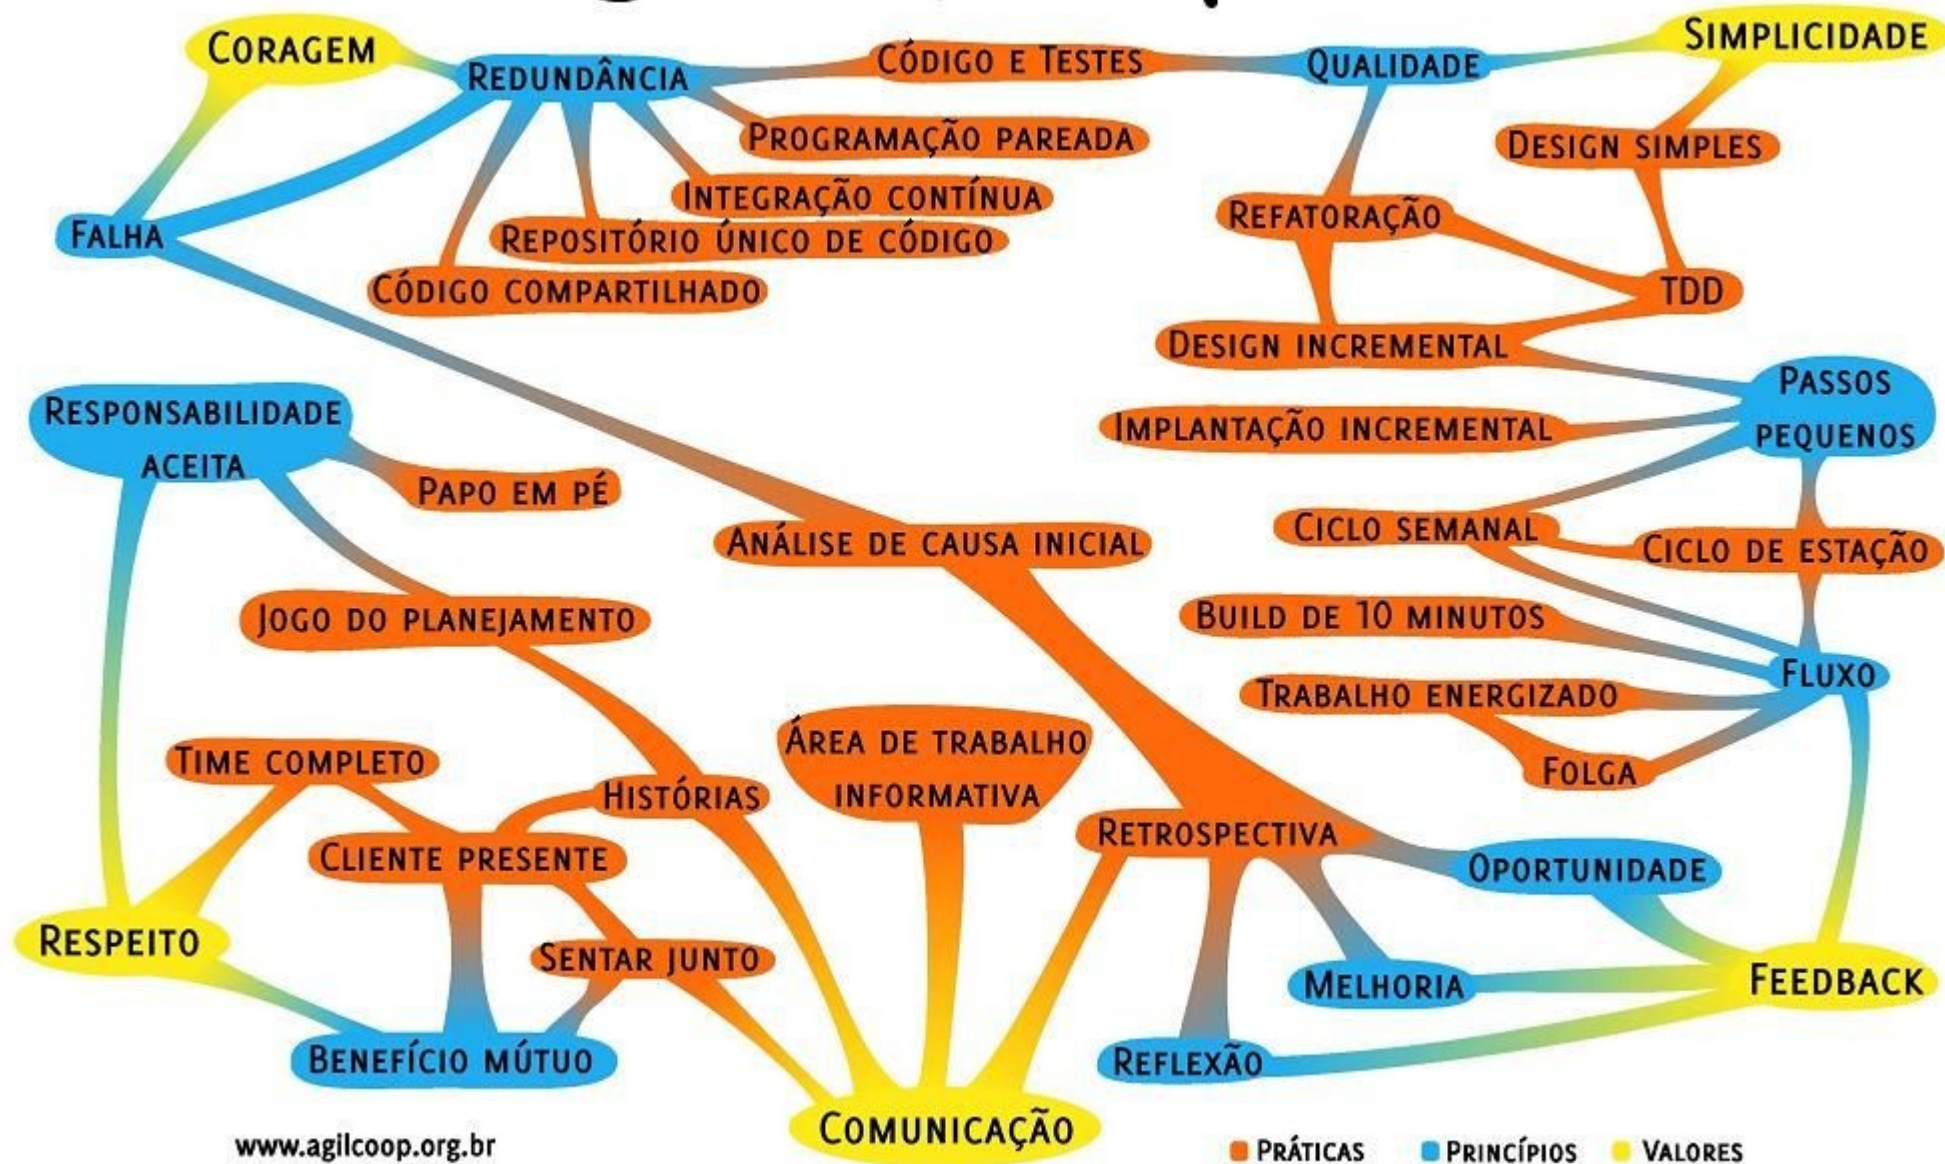 CORAGEM
REDUNDÂNCIA
CÓDIGO E TESTES
QUALIDADE
SIMPLICIDADE
PROGRAMAÇÃO PAREADA
DESIGN SIMPLES
INTEGRAÇÃO CONTÍNUA
REFATORAÇÃO
FALHA
REPOSITÓRIO ÚNICO DE CÓDIGO
CÓDIGO COMPARTILHADO
TDD
DESIGN INCREMENTAL
PASSOS
PEQUENOS
RESPONSABILIDADE
ACEITA
IMPLANTAÇÃO INCREMENTAL
PAPO EM PÉ
ANÁLISE DE CAUSA INICIAL
CICLO SEMANAL
CICLO DE ESTAÇÃO
JOGO DO PLANEJAMENTO
BUILD DE 10 MINUTOS
FLUXO
TRABALHO ENERGIZADO
TIME COMPLETO
ÁREA DE TRABALHO
INFORMATIVA
FOLGA
HISTÓRIAS
RETROSPECTIVA
CLIENTE PRESENTE
OPORTUNIDADE
RESPEITO
SENTAR JUNTO
MELHORIA
FEEDBACK
BENEFÍCIO MÚTUO
REFLEXÃO
COMUNICAÇÃO
www.agilcoop.org.br
PRÁTICAS
PRINCÍPIOS
VALORES